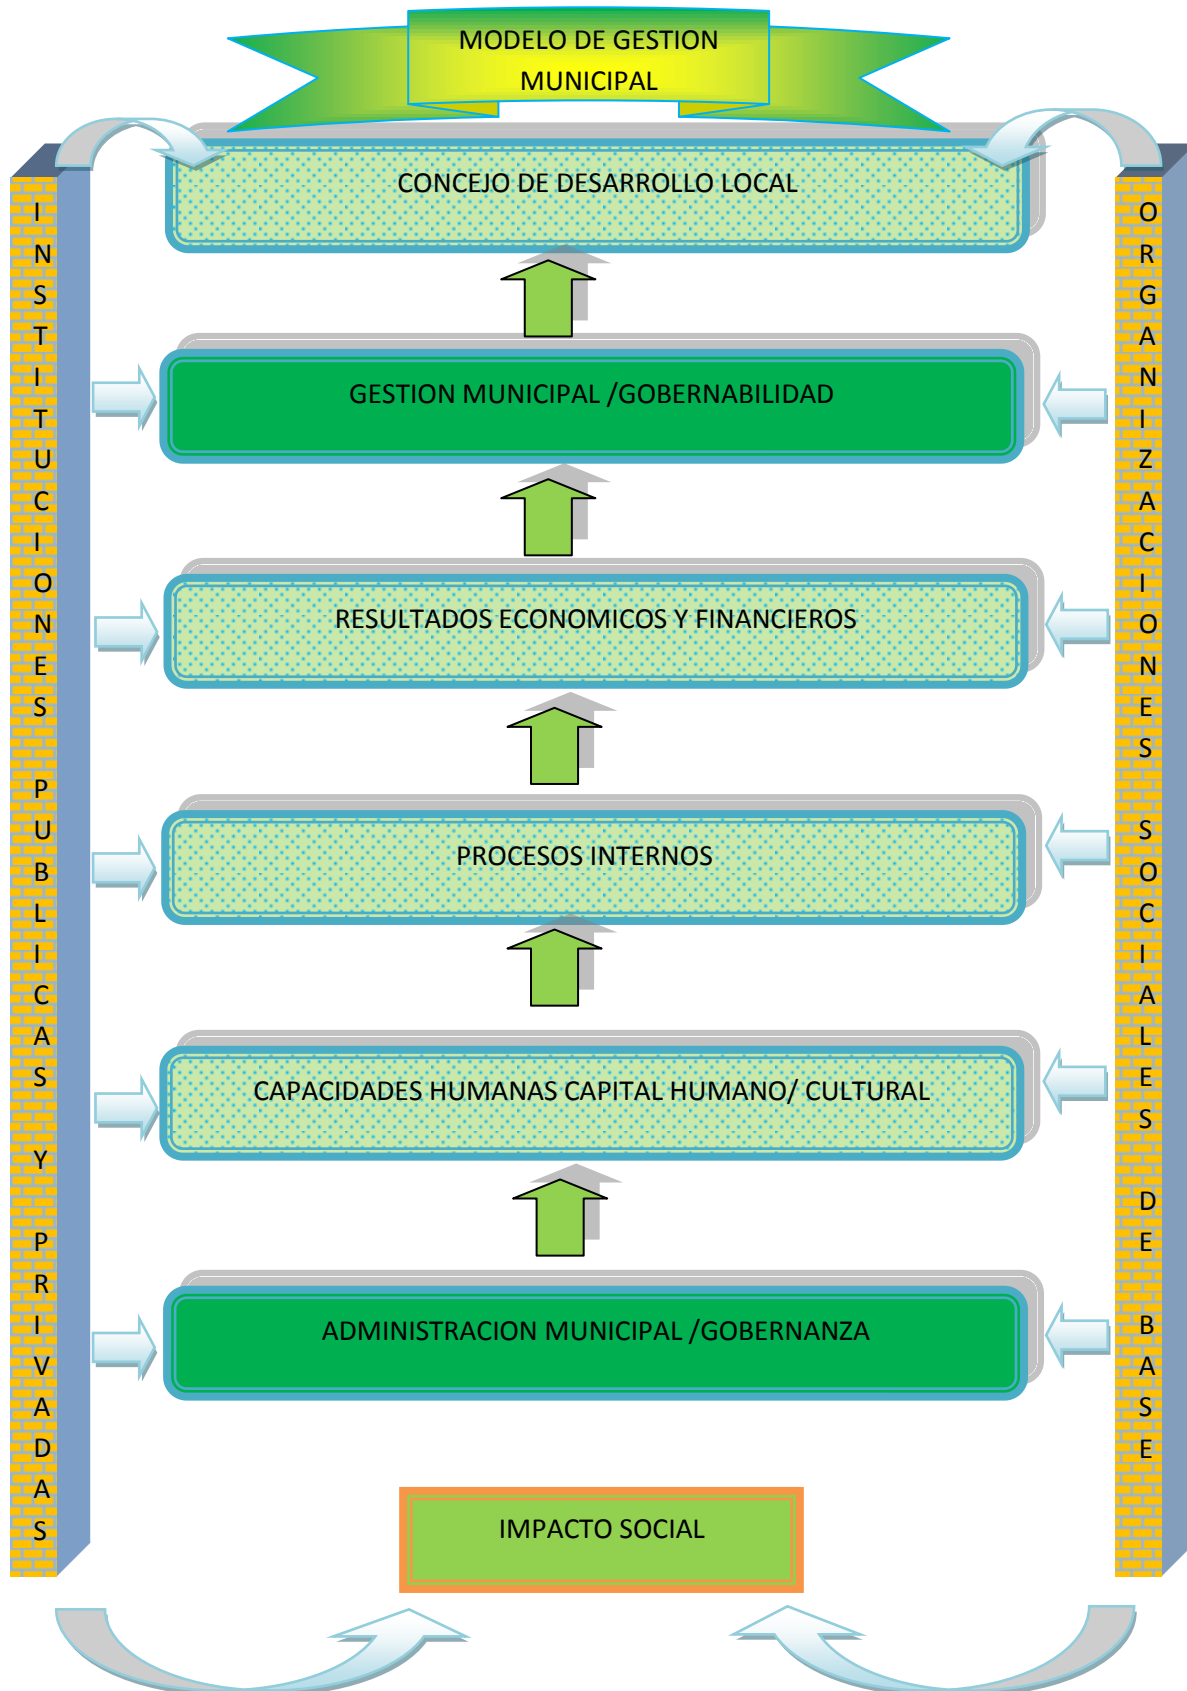 MODELO DE GESTION
MUNICIPAL
CONCEJO DE DESARROLLO LOCAL
GESTION MUNICIPAL /GOBERNABILIDAD
RESULTADOS ECONOMICOS Y FINANCIEROS
PROCESOS INTERNOS
CAPACIDADES HUMANAS CAPITAL HUMANO/ CULTURAL
ADMINISTRACION MUNICIPAL /GOBERNANZA
IMPACTO SOCIAL
INSTITUCIONES PUBLICAS Y PRIVADAS
ORGANIZACIONES SOCIALES DE BASE